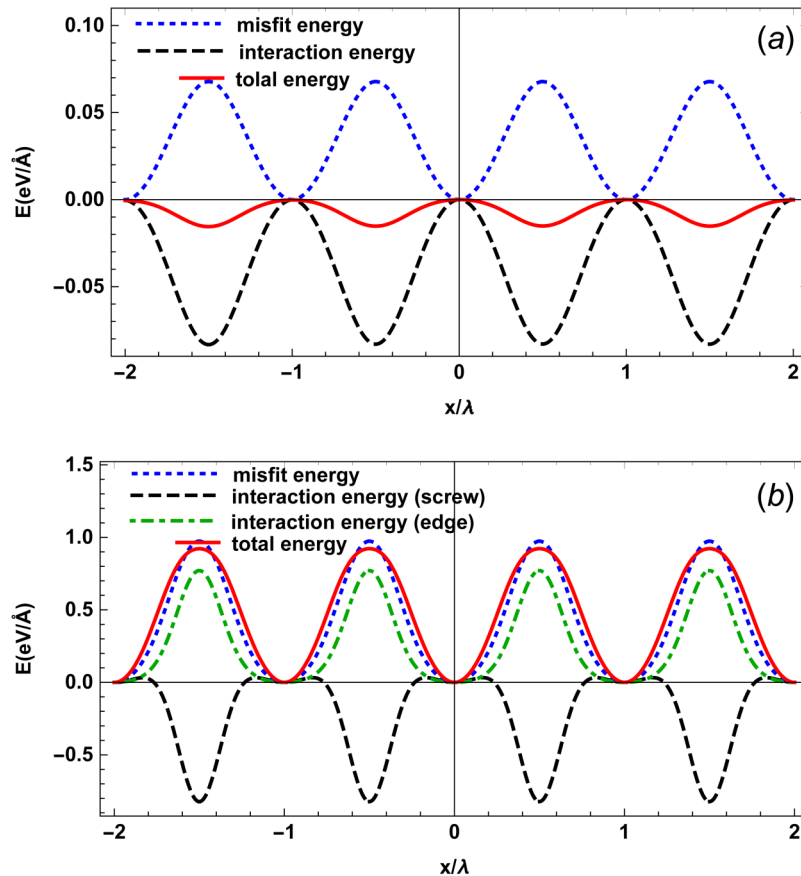 0.10
misfit energy
(a)
interaction energy
tolal energy
0.05
E(eV/Å)
0.00
−0.05
−2
−1
0
1
2
x/λ
1.5
misfit energy
(b)
interaction energy (screw)
interaction energy (edge)
1.0
total energy
E(eV/Å)
0.5
0.0
−0.5
−2
−1
0
1
2
x/λ